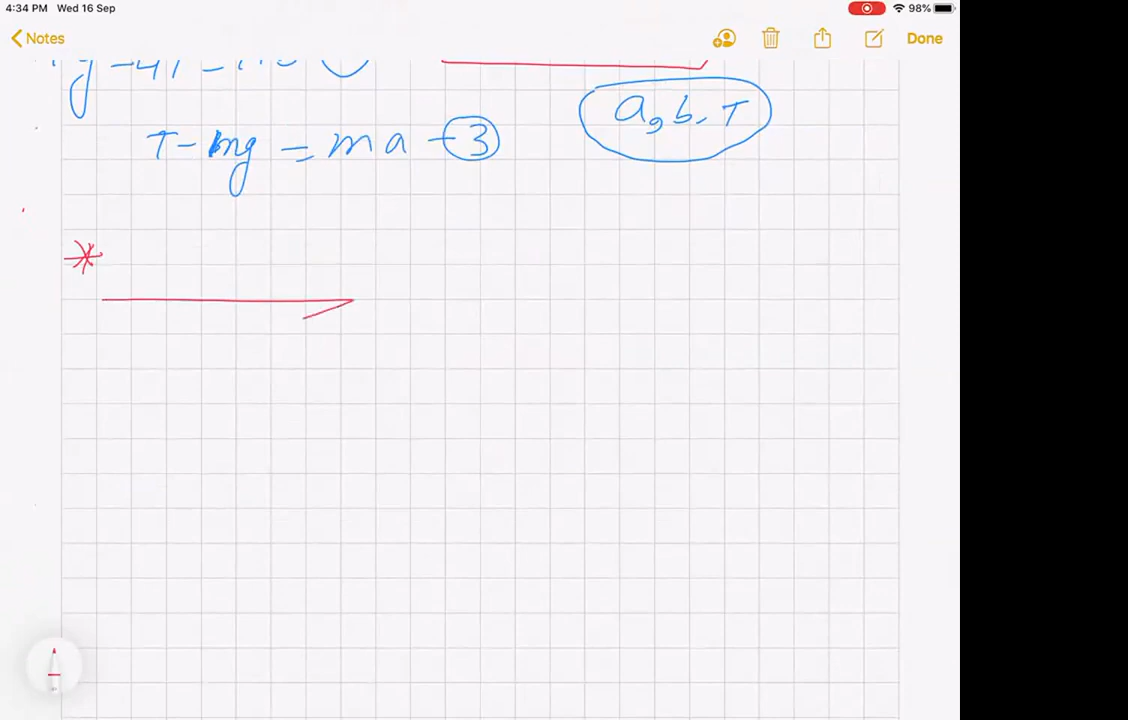 4:34 PM Wed 16 Sep 98%
Notes Done
a, b, T
T - mg = ma - 3
*